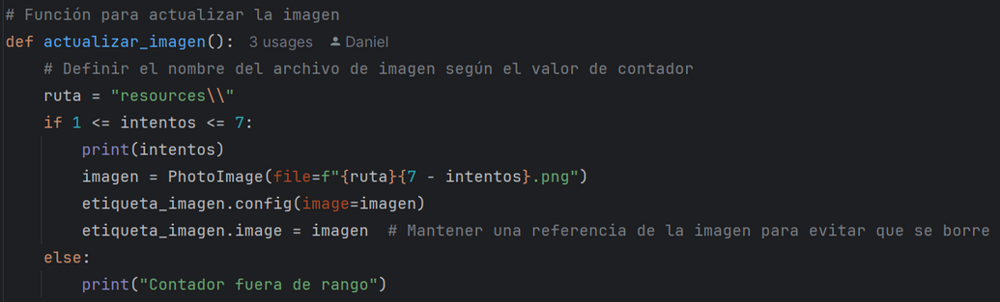 # Función para actualizar la imagen
def actualizar_imagen(): 3 usages Daniel
    # Definir el nombre del archivo de imagen según el valor de contador
    ruta = "resources\\"
    if 1 <= intentos <= 7:
        print(intentos)
        imagen = PhotoImage(file=f"{ruta}{7 - intentos}.png")
        etiqueta_imagen.config(image=imagen)
        etiqueta_imagen.image = imagen  # Mantener una referencia de la imagen para evitar que se borre
    else:
        print("Contador fuera de rango")